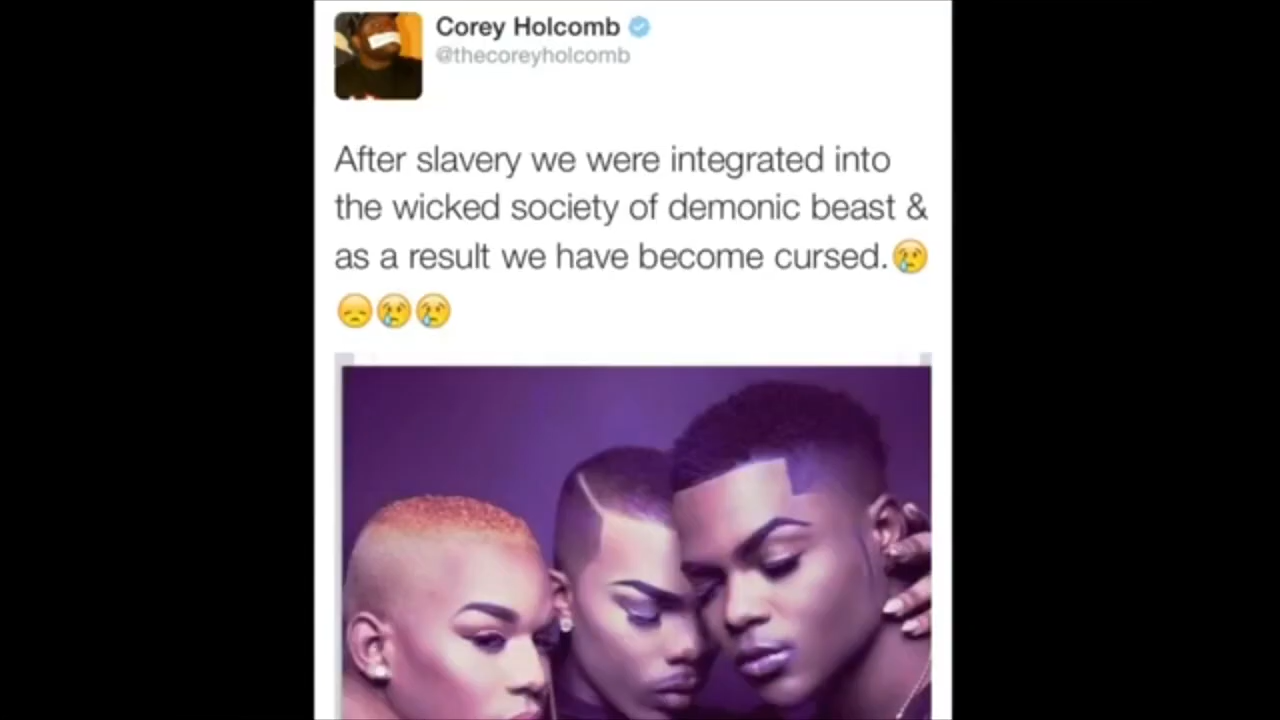 Corey Holcomb
@thecoreyholcomb
After slavery we were integrated into
the wicked society of demonic beast &
as a result we have become cursed.😢
😞😢😢